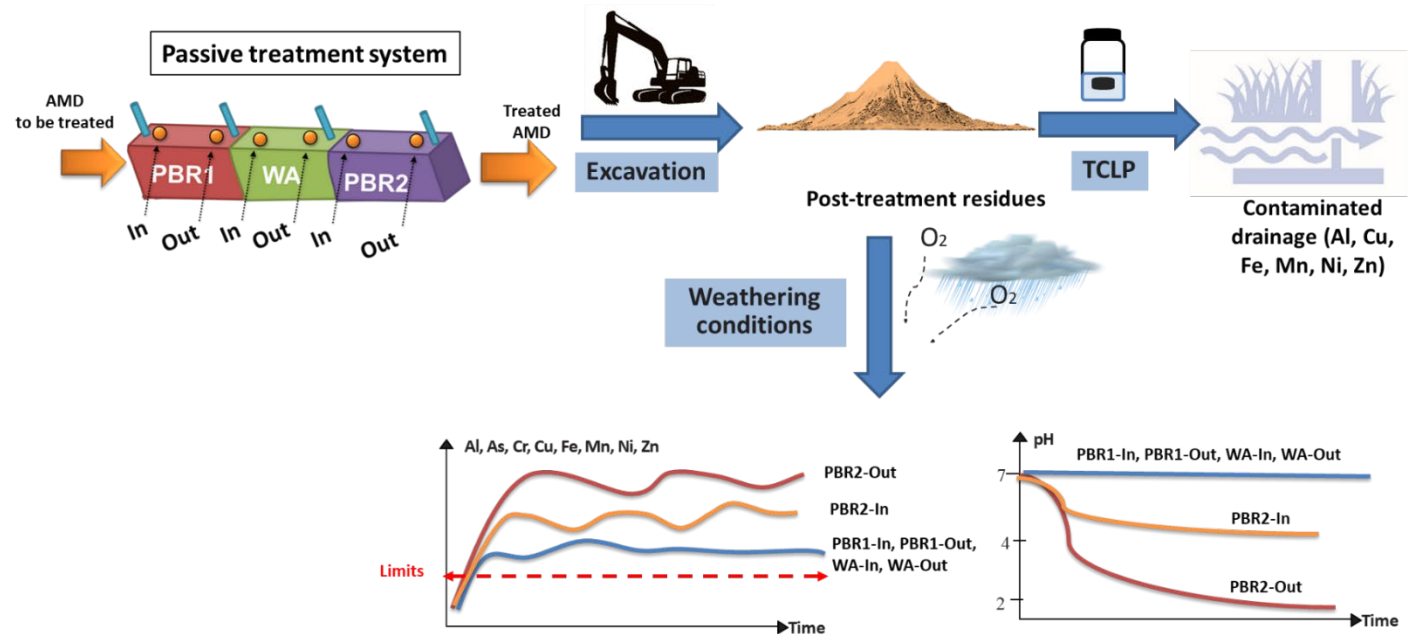 Passive treatment system
AMD
to be treated
PBR1
WA
PBR2
In
Out
In
Out
In
Out
Treated
AMD
Excavation
Post-treatment residues
TCLP
Contaminated
drainage (Al, Cu,
Fe, Mn, Ni, Zn)
Weathering
conditions
O2
O2
Al, As, Cr, Cu, Fe, Mn, Ni, Zn
PBR2-Out
PBR2-In
PBR1-In, PBR1-Out,
WA-In, WA-Out
Limits
Time
pH
PBR1-In, PBR1-Out, WA-In, WA-Out
7
PBR2-In
4
PBR2-Out
2
Time